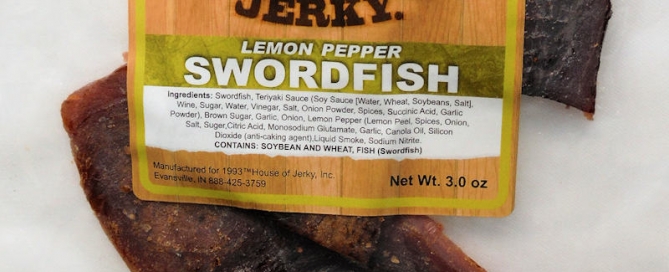 JERKY.
LEMON PEPPER
SWORDFISH
Ingredients: Swordfish, Teriyaki Sauce (Soy Sauce [Water, Wheat, Soybeans, Salt],
Wine, Sugar, Water, Vinegar, Salt, Onion Powder, Spices, Succinic Acid, Garlic
Powder), Brown Sugar, Garlic, Onion, Lemon Pepper (Lemon Peel, Spices, Onion,
Salt, Suger,Citric Acid, Monosodium Glutamate, Garlic, Canola Oil, Silicon
Dioxide (anti-caking agent),Liquid Smoke, Sodium Nitrite.
CONTAINS: SOYBEAN AND WHEAT, FISH (Swordfish)
Manufactured for 1993™House of Jerky, Inc.
Evansville, IN 888-425-3759
Net Wt. 3.0 oz